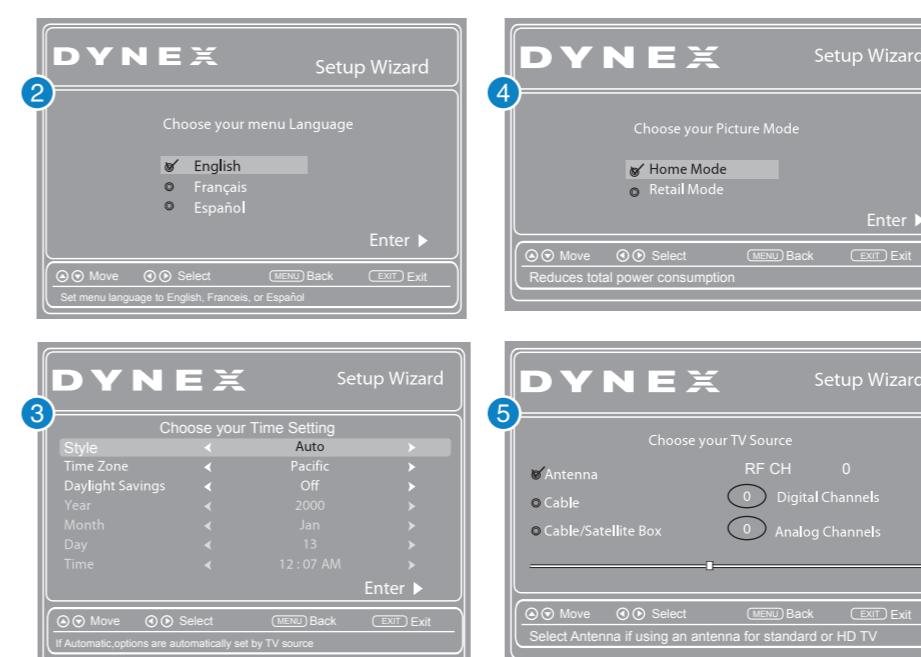 2
DYNEX
Setup Wizard
Choose your menu Language
English
Français
Español
Enter
Move Select MENU Back EXIT Exit
Set menu language to English, Franceis, or Español
3
DYNEX
Setup Wizard
Choose your Time Setting
Style Auto
Time Zone Pacific
Daylight Savings Off
Year 2000
Month Jan
Day 13
Time 12 : 07 AM
Enter
Move Select MENU Back EXIT Exit
If Automatic,options are automatically set by TV source
4
DYNEX
Setup Wizard
Choose your Picture Mode
Home Mode
Retail Mode
Enter
Move Select MENU Back EXIT Exit
Reduces total power consumption
5
DYNEX
Setup Wizard
Choose your TV Source
Antenna RF CH 0
Cable 0 Digital Channels
Cable/Satellite Box 0 Analog Channels
Move Select MENU Back EXIT Exit
Select Antenna if using an antenna for standard or HD TV